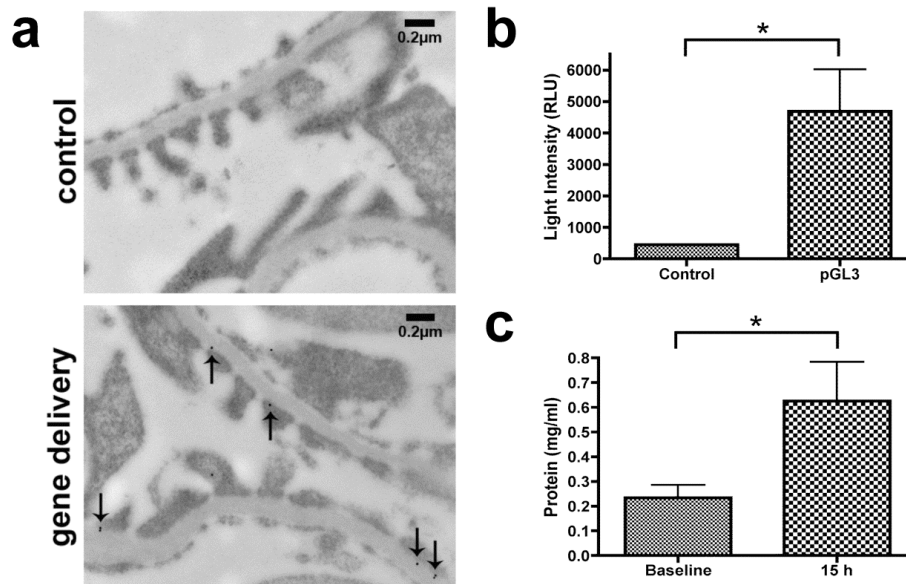 a
control
0.2µm
gene delivery
0.2µm
b
*
Light Intensity (RLU)
6000
5000
4000
3000
2000
1000
0
Control
pGL3
c
*
Protein (mg/ml)
0.8
0.7
0.6
0.5
0.4
0.3
0.2
0.1
0.0
Baseline
15 h